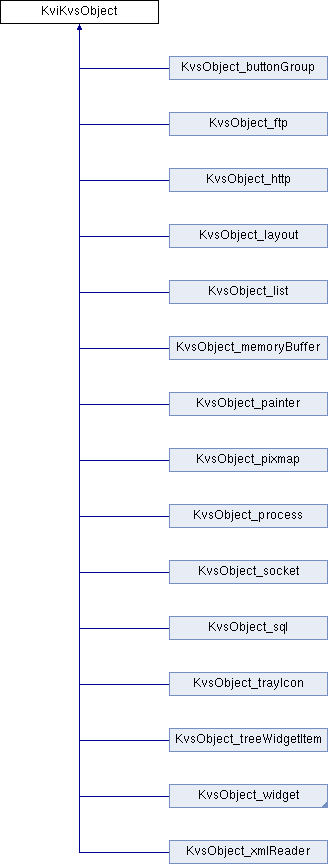 KviKvsObject
KvsObject_buttonGroup
KvsObject_ftp
KvsObject_http
KvsObject_layout
KvsObject_list
KvsObject_memoryBuffer
KvsObject_painter
KvsObject_pixmap
KvsObject_process
KvsObject_socket
KvsObject_sql
KvsObject_trayIcon
KvsObject_treeWidgetItem
KvsObject_widget
KvsObject_xmlReader